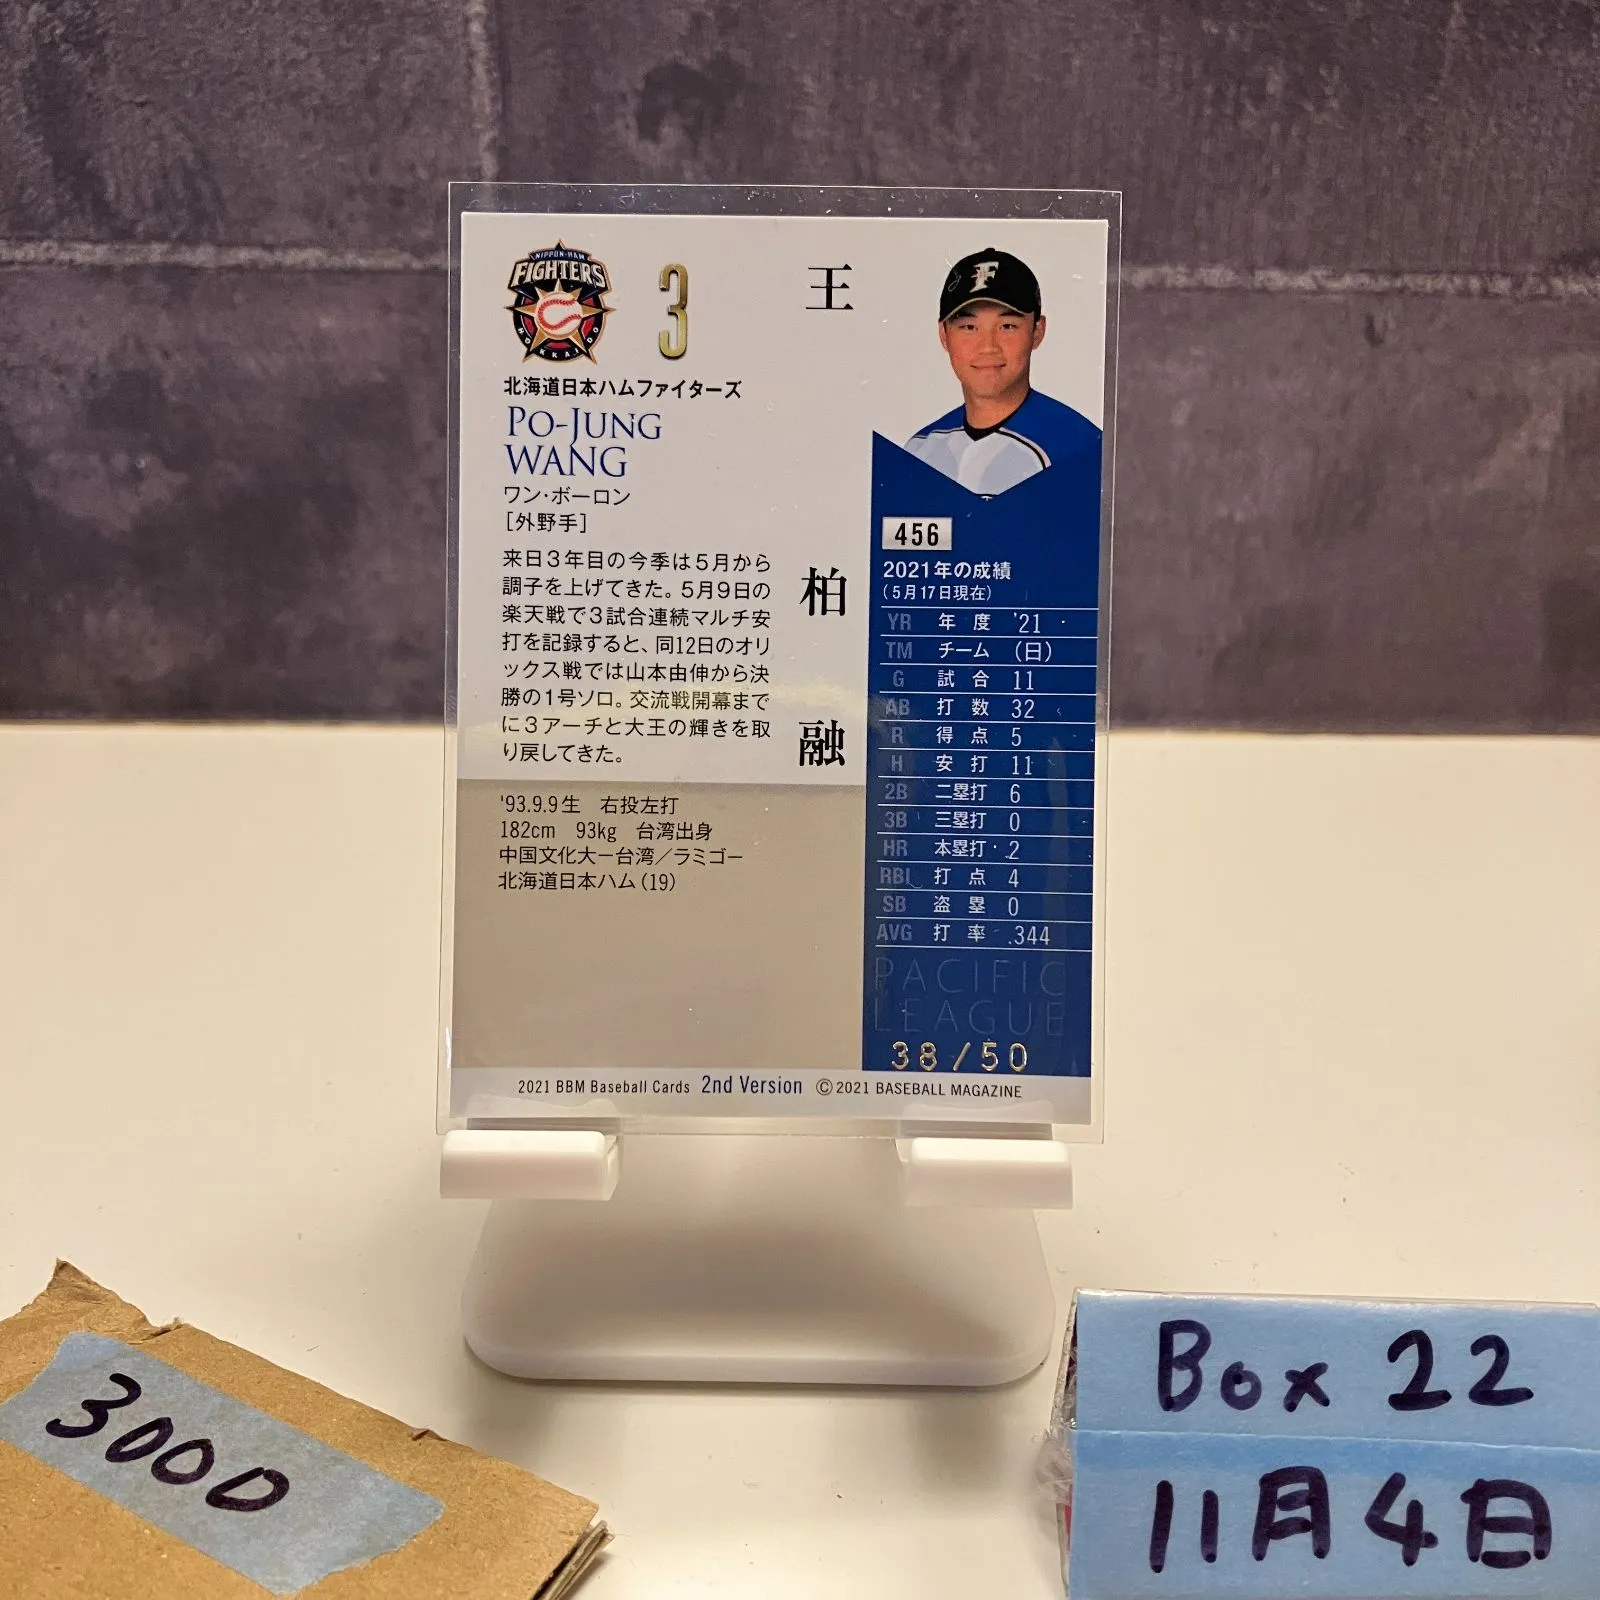 NIPPON-HAM
FIGHTERS
HOKKAIDO
3
北海道日本ハムファイターズ
PO-JUNG
WANG
ワン・ボーロン
[外野手]
来日3年目の今季は5月から
調子を上げてきた。5月9日の
楽天戦で3試合連続マルチ安
打を記録すると、同12日のオリ
ックス戦では山本由伸から決
勝の1号ソロ。交流戦開幕まで
に3アーチと大王の輝きを取
り戻してきた。
王
柏
融
'93.9.9生 右投左打
182cm 93kg 台湾出身
中国文化大ー台湾／ラミゴー
北海道日本ハム(19)
F
456
2021年の成績
(5月17日現在)
YR 年度 '21
TM チーム (日)
G 試合 11
AB 打数 32
R 得点 5
H 安打 11
2B 二塁打 6
3B 三塁打 0
HR 本塁打 2
RBI 打点 4
SB 盗塁 0
AVG 打率 .344
PACIFIC
LEAGUE
38/50
2021 BBM Baseball Cards 2nd Version ©2021 BASEBALL MAGAZINE
300D
Box 22
11月4日